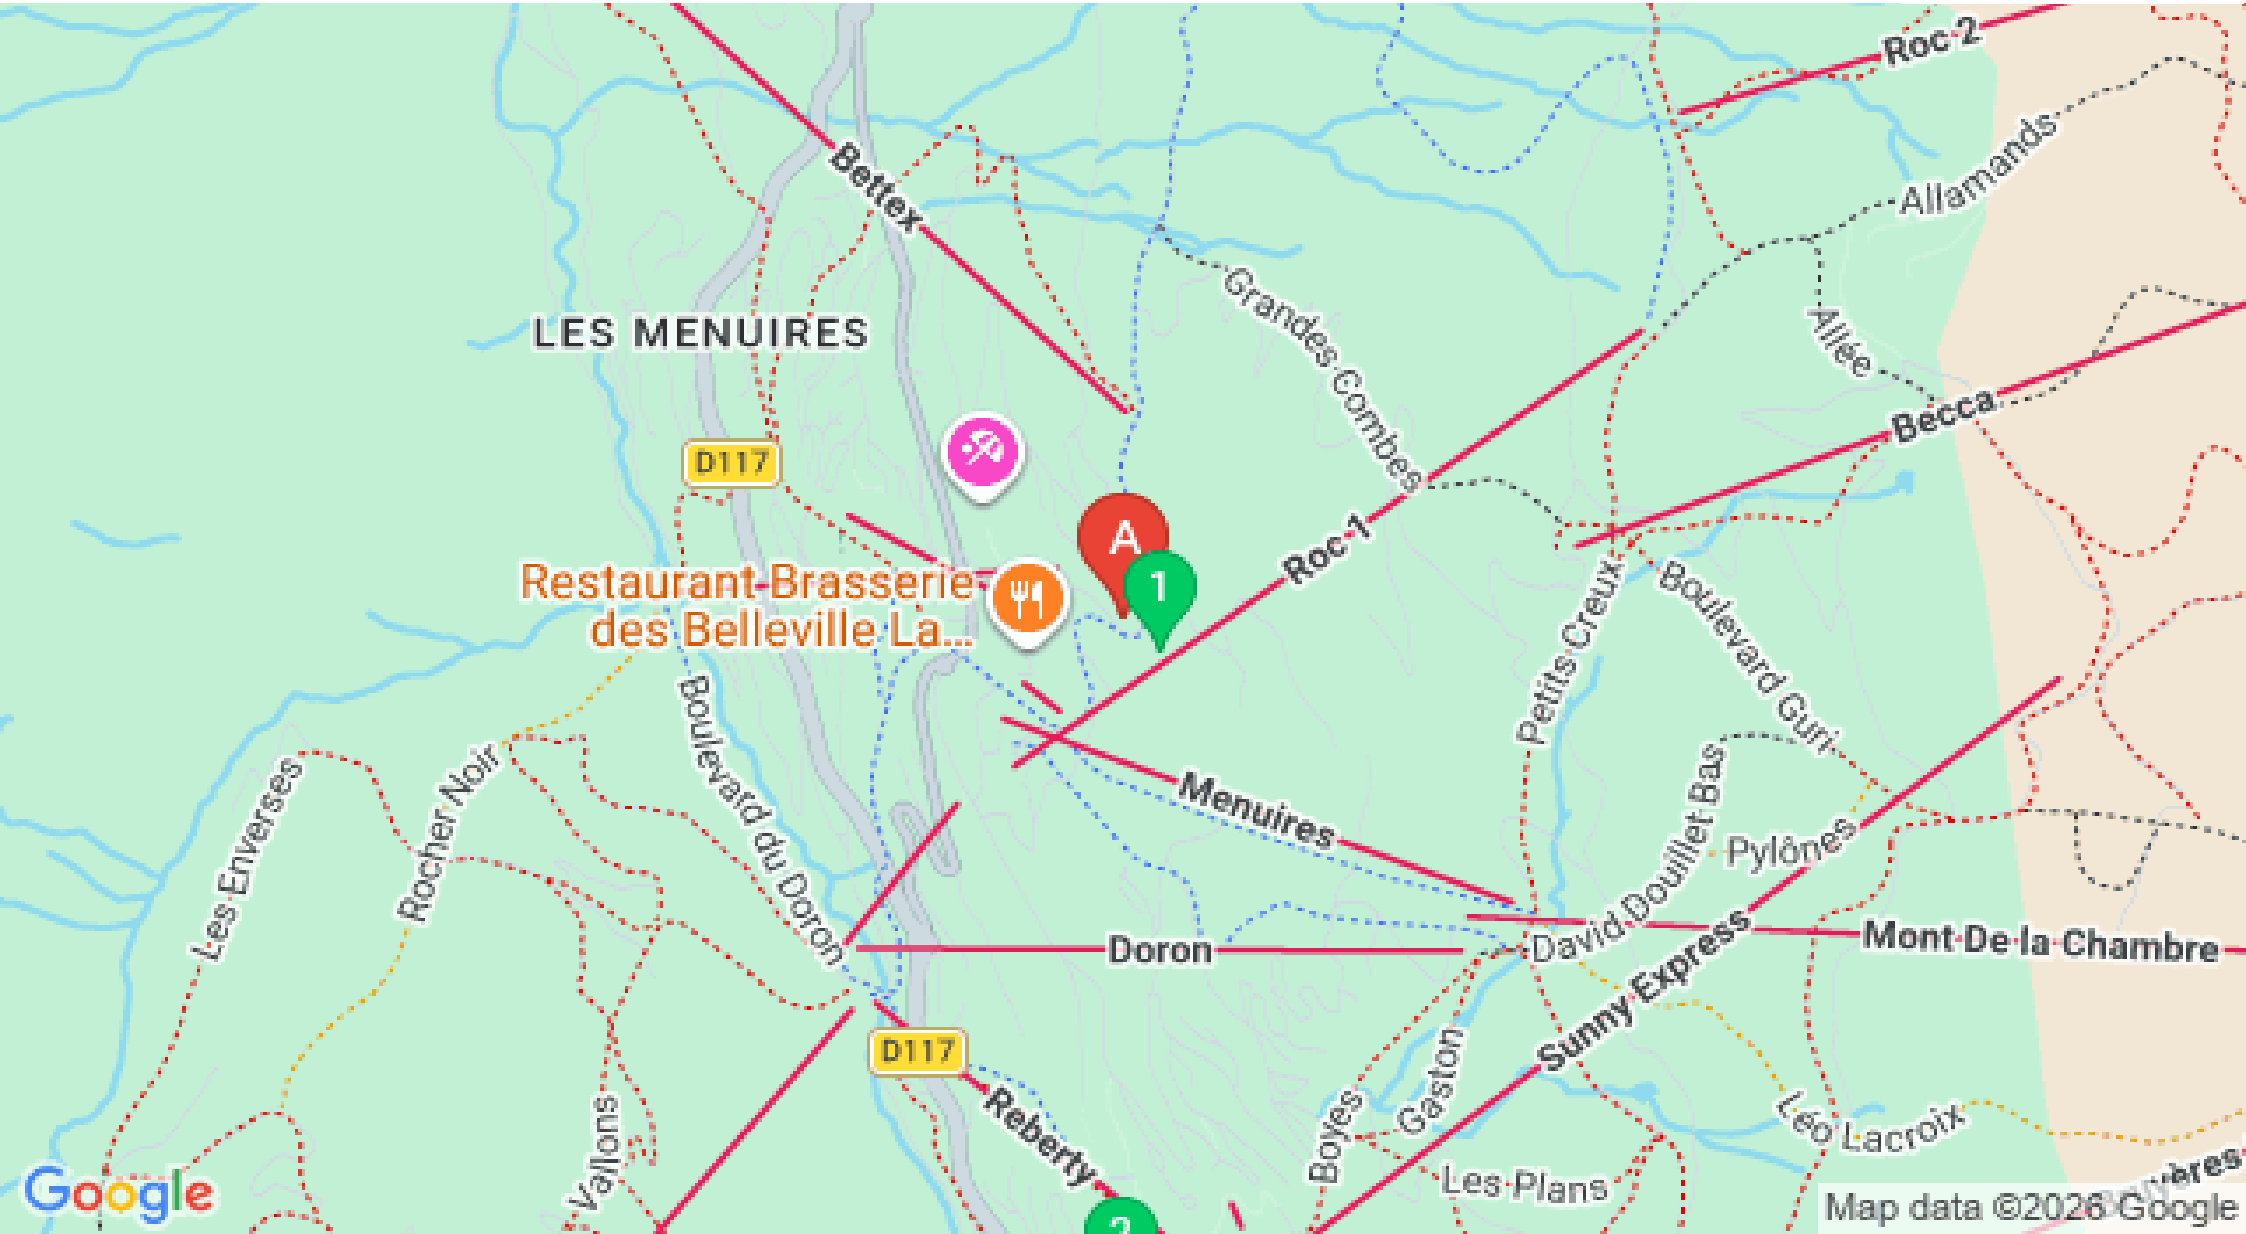 Roc 2
Bettex
Allamands
Grandes Combes
Allée
LES MENUIRES
Becca
D117
A
Roc 1
1
Restaurant Brasserie
des Belleville La...
Petits Creux
Boulevard Guri
Boulevard du Doron
Rocher Noir
Les Enverses
Menuires
David Douillet Bas
Pylônes
Doron
Mont De la Chambre
Sunny Express
D117
Reberty
Gaston
Boyes
Léo Lacroix
Vallons
Les Plans
2
Google
Map data ©2026 Google